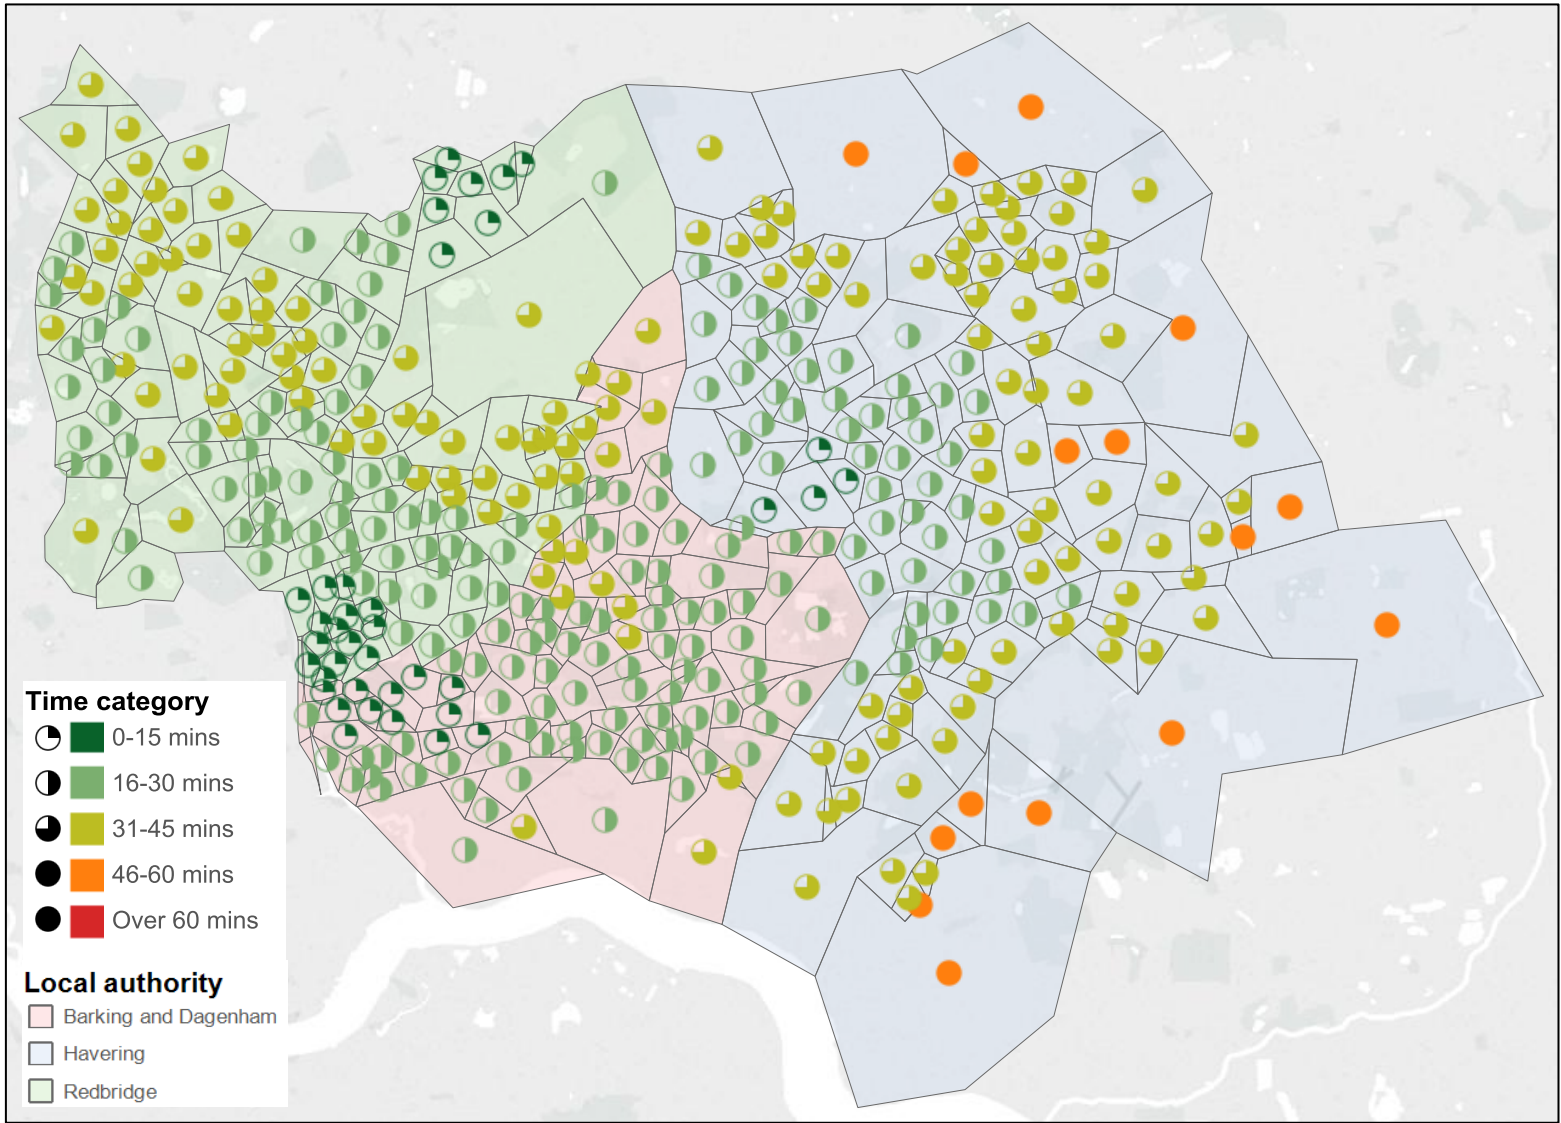 Time category
0-15 mins
16-30 mins
31-45 mins
46-60 mins
Over 60 mins
Local authority
Barking and Dagenham
Havering
Redbridge